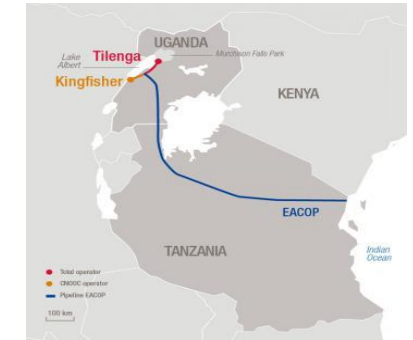 UGANDA
Murchison Falls Park
Lake
Albert
Tilenga
Kingfisher
KENYA
EACOP
TANZANIA
Indian
Ocean
Total operator
CNOOC operator
Pipeline EACOP
100 km